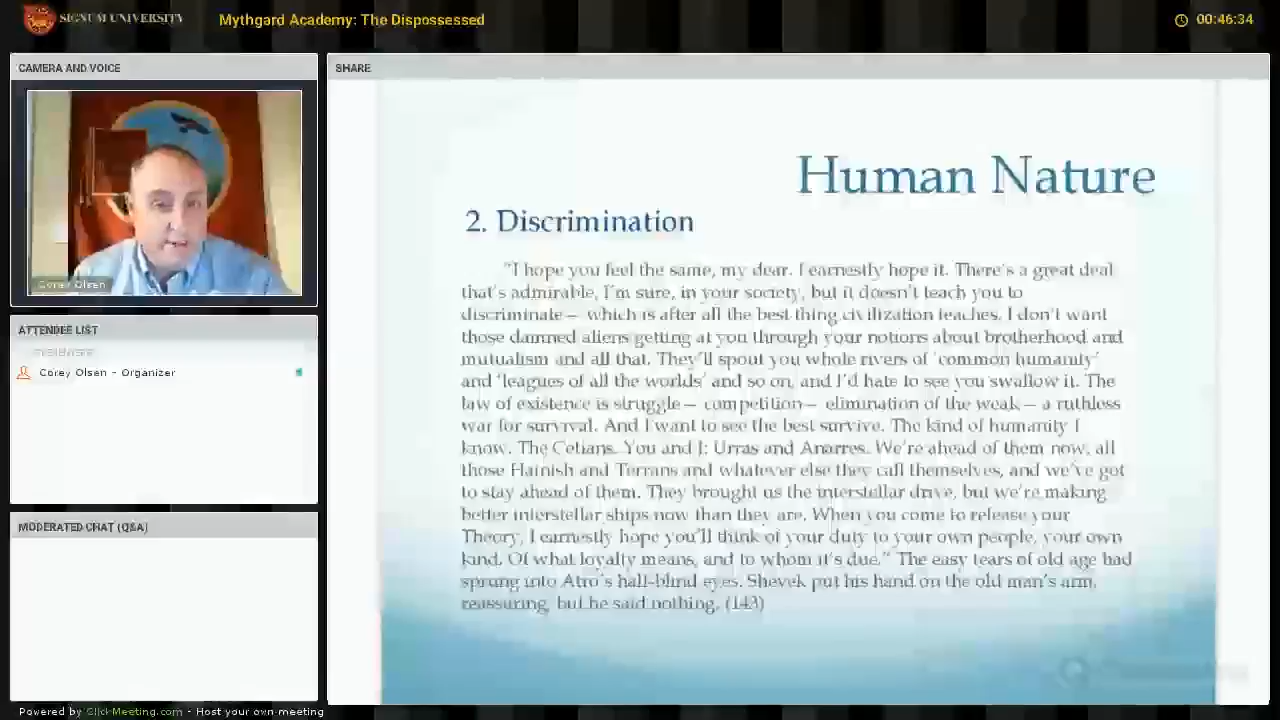 SIGNUM UNIVERSITY
Mythgard Academy: The Dispossessed
00:46:34
CAMERA AND VOICE
SHARE
Corey Olsen
ATTENDEE LIST
Corey Olsen - Organizer
MODERATED CHAT (Q&A)
Human Nature
2. Discrimination
"I hope you feel the same, my dear. I earnestly hope it. There's a great deal
that's admirable, I'm sure, in your society, but it doesn't teach you to
discriminate— which is after all the best thing civilization teaches. I don't want
those damned aliens getting at you through your notions about brotherhood and
mutualism and all that. They'll spout you whole rivers of 'common humanity'
and 'leagues of all the worlds' and so on, and I'd hate to see you swallow it. The
law of existence is struggle— competition— elimination of the weak— a ruthless
war for survival. And I want to see the best survive. The kind of humanity I
know. The Cetians. You and I: Urras and Anarres. We're ahead of them now, all
those Hainish and Terrans and whatever else they call themselves, and we've got
to stay ahead of them. They brought us the interstellar drive, but we're making
better interstellar ships now than they are. When you come to release your
Theory, I earnestly hope you'll think of your duty to your own people, your own
kind. Of what loyalty means, and to whom it's due." The easy tears of old age had
sprung into Atro's half-blind eyes. Shevek put his hand on the old man's arm,
reassuring, but he said nothing. (143)
Powered by ClickMeeting.com - Host your own meeting